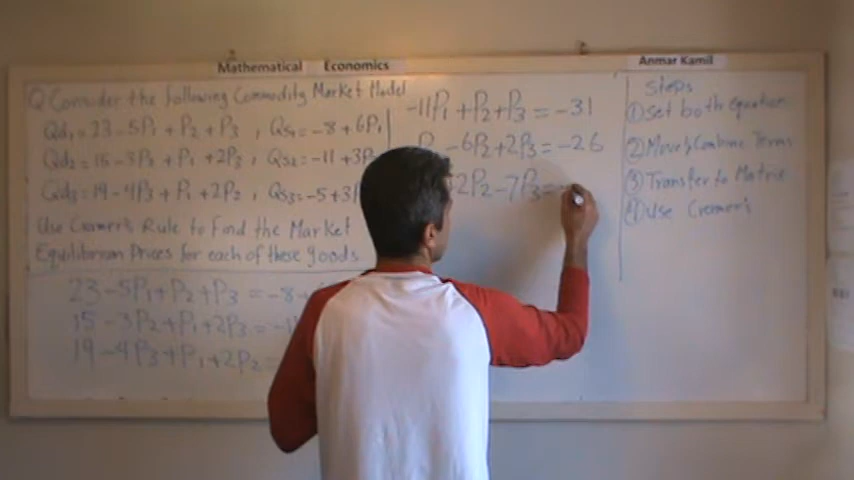 Mathematical Economics
Anmar Kamil
Q Consider the following Commodity Market Model
Qd1 = 23 - 5P1 + P2 + P3 , Qs1 = -8 + 6P1
Qd2 = 15 - 3P2 + P1 + 2P3 , Qs2 = -11 + 3P
Qd3 = 19 - 4P3 + P1 + 2P2 , Qs3 = -5 + 3P
Use Cramer's Rule to Find the Market
Equilibrium Prices for each of these goods
23 - 5P1 + P2 + P3 = -8 +
15 - 3P2 + P1 + 2P3 = -1
19 - 4P3 + P1 + 2P2 =
-11P1 + P2 + P3 = -31
P - 6P2 + 2P3 = -26
2P2 - 7P3 =
Steps
① Set both Equation
② Move & Combine Terms
③ Transfer to Matrix
④ Use Cramer's